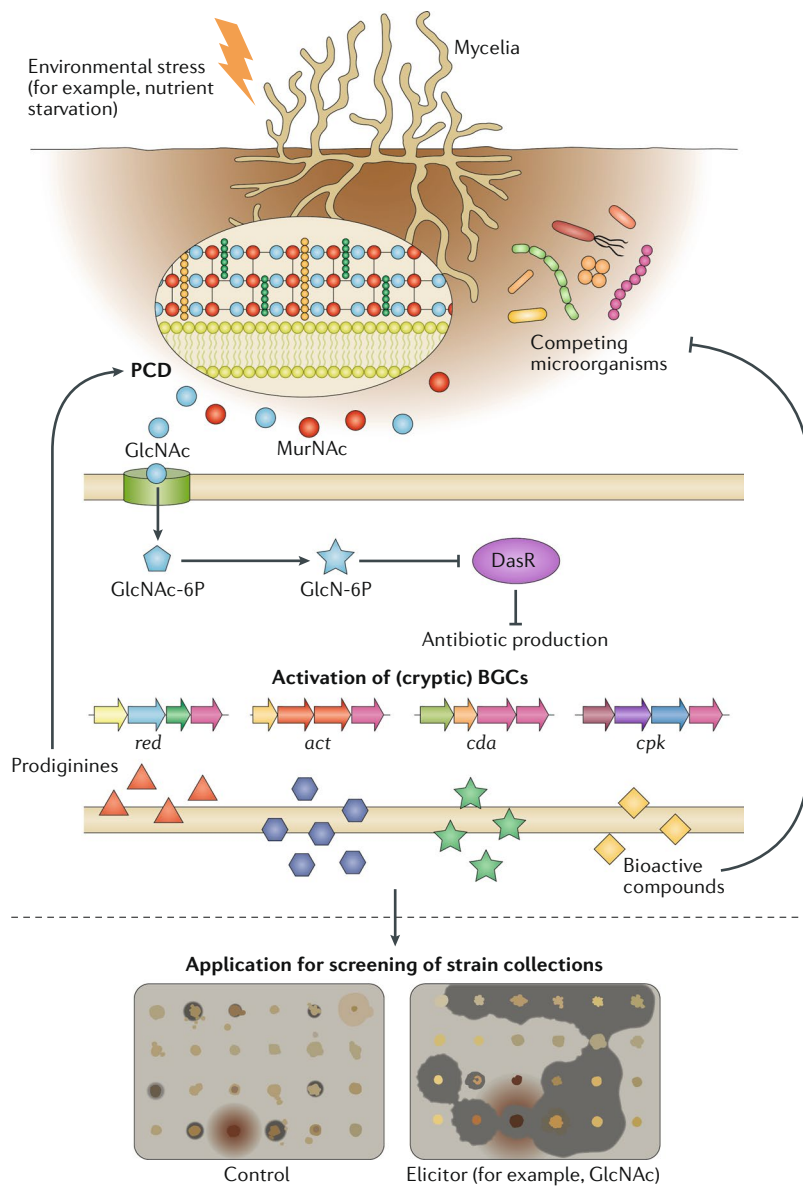 Mycelia
Environmental stress
(for example, nutrient
starvation)
Competing
microorganisms
PCD
GlcNAc
MurNAc
GlcNAc-6P
GlcN-6P
DasR
Antibiotic production
Activation of (cryptic) BGCs
red
act
cda
cpk
Prodiginines
Bioactive
compounds
Application for screening of strain collections
Control
Elicitor (for example, GlcNAc)